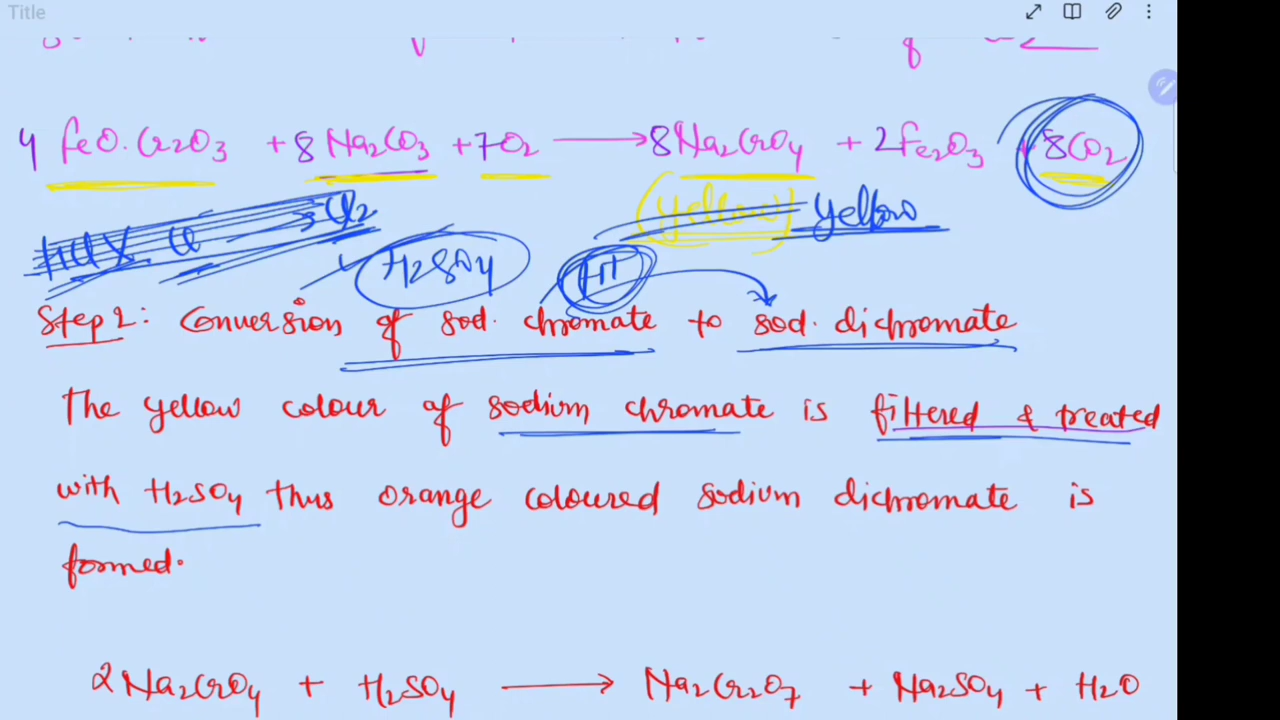 Title
4 FeO.Cr2O3 + 8Na2CO3 + 7O2 → 8Na2CrO4 + 2Fe2O3 + 8CO2
(yellow) yellow
H2SO4 H+
Step 2: Conversion of sod. chromate to sod. dichromate
The yellow colour of sodium chromate is filtered & treated
with H2SO4 thus orange coloured sodium dichromate is
formed.
2Na2CrO4 + H2SO4 → Na2Cr2O7 + Na2SO4 + H2O